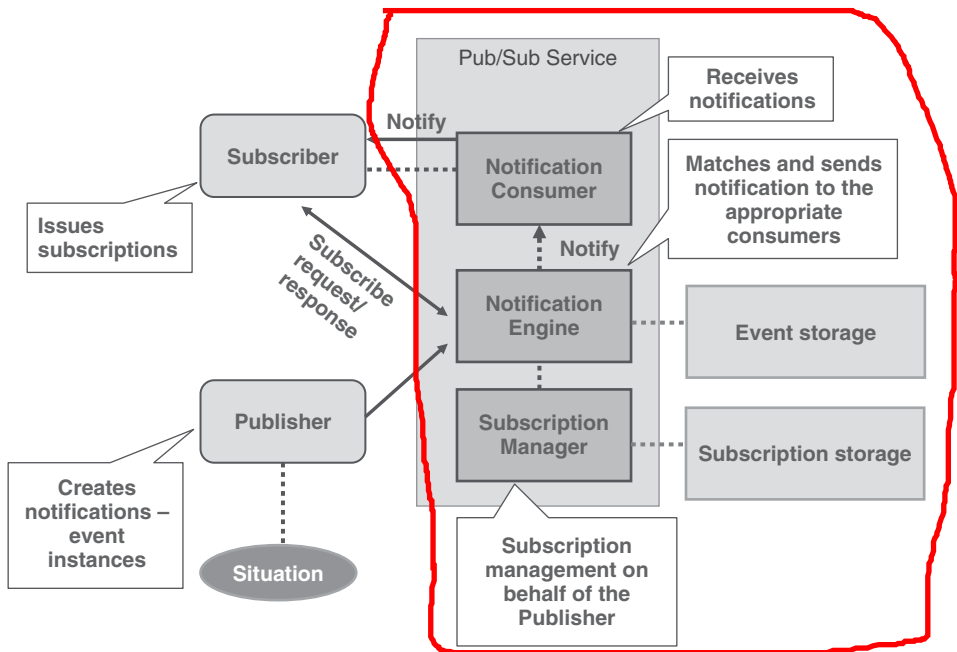 Pub/Sub Service
Receives
notifications
Notify
Subscriber
Notification
Consumer
Matches and sends
notification to the
appropriate
consumers
Issues
subscriptions
Notify
Subscribe
request/
response
Notification
Engine
Event storage
Publisher
Subscription
Manager
Subscription storage
Creates
notifications –
event
instances
Situation
Subscription
management on
behalf of the
Publisher